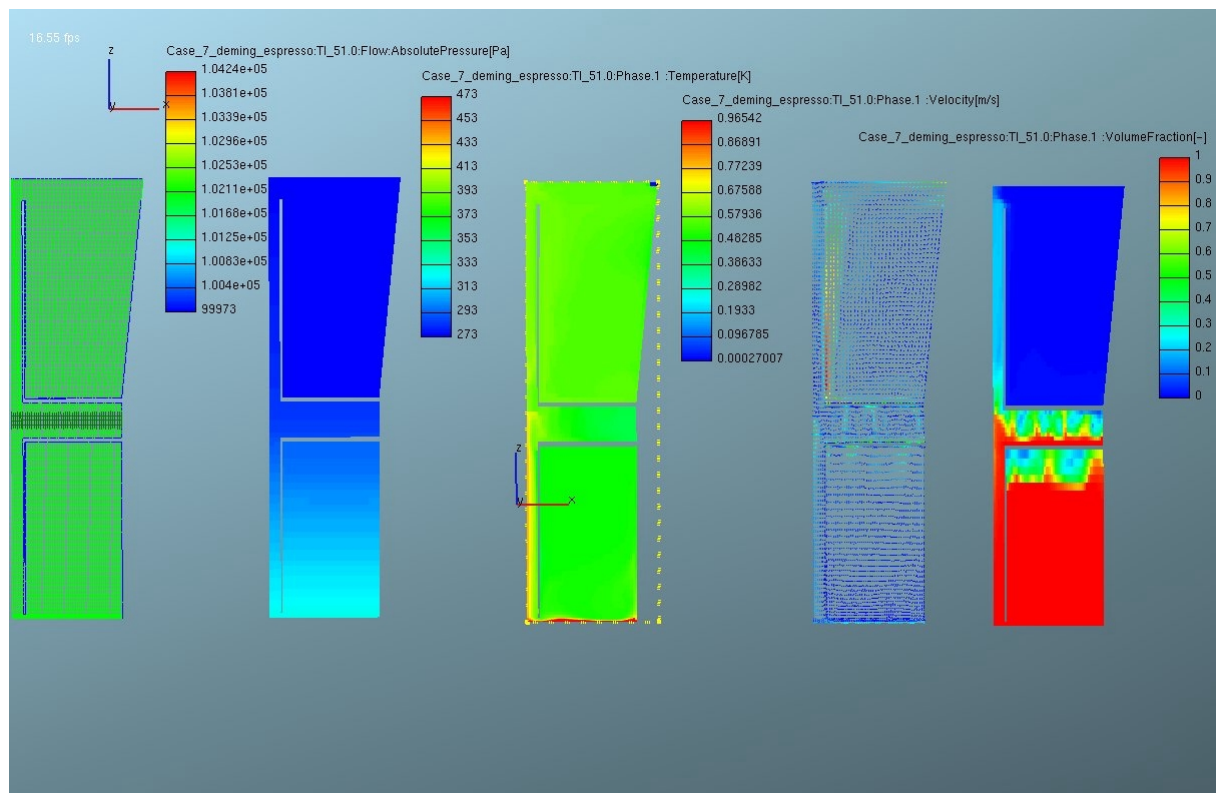 16.55 fps
z
y
x
Case_7_deming_espresso:TI_51.0:Flow:AbsolutePressure[Pa]
1.0424e+05
1.0381e+05
1.0339e+05
1.0296e+05
1.0253e+05
1.0211e+05
1.0168e+05
1.0125e+05
1.0083e+05
1.004e+05
99973
Case_7_deming_espresso:TI_51.0:Phase.1 :Temperature[K]
473
453
433
413
393
373
353
333
313
293
273
Case_7_deming_espresso:TI_51.0:Phase.1 :Velocity[m/s]
0.96542
0.86891
0.77239
0.67588
0.57936
0.48285
0.38633
0.28982
0.1933
0.096785
0.00027007
Case_7_deming_espresso:TI_51.0:Phase.1 :VolumeFraction[-]
1
0.9
0.8
0.7
0.6
0.5
0.4
0.3
0.2
0.1
0
z
y
x